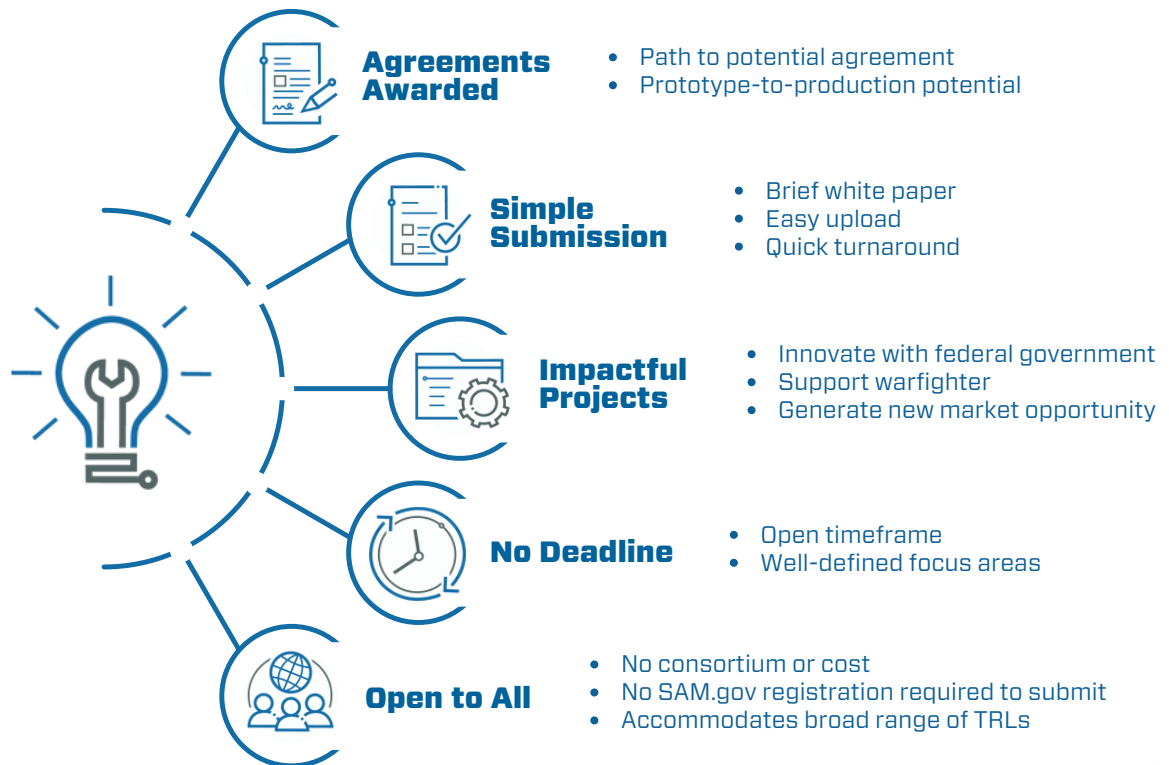 Agreements
Awarded
• Path to potential agreement
• Prototype-to-production potential
Simple
Submission
• Brief white paper
• Easy upload
• Quick turnaround
Impactful
Projects
• Innovate with federal government
• Support warfighter
• Generate new market opportunity
No Deadline
• Open timeframe
• Well-defined focus areas
Open to All
• No consortium or cost
• No SAM.gov registration required to submit
• Accommodates broad range of TRLs